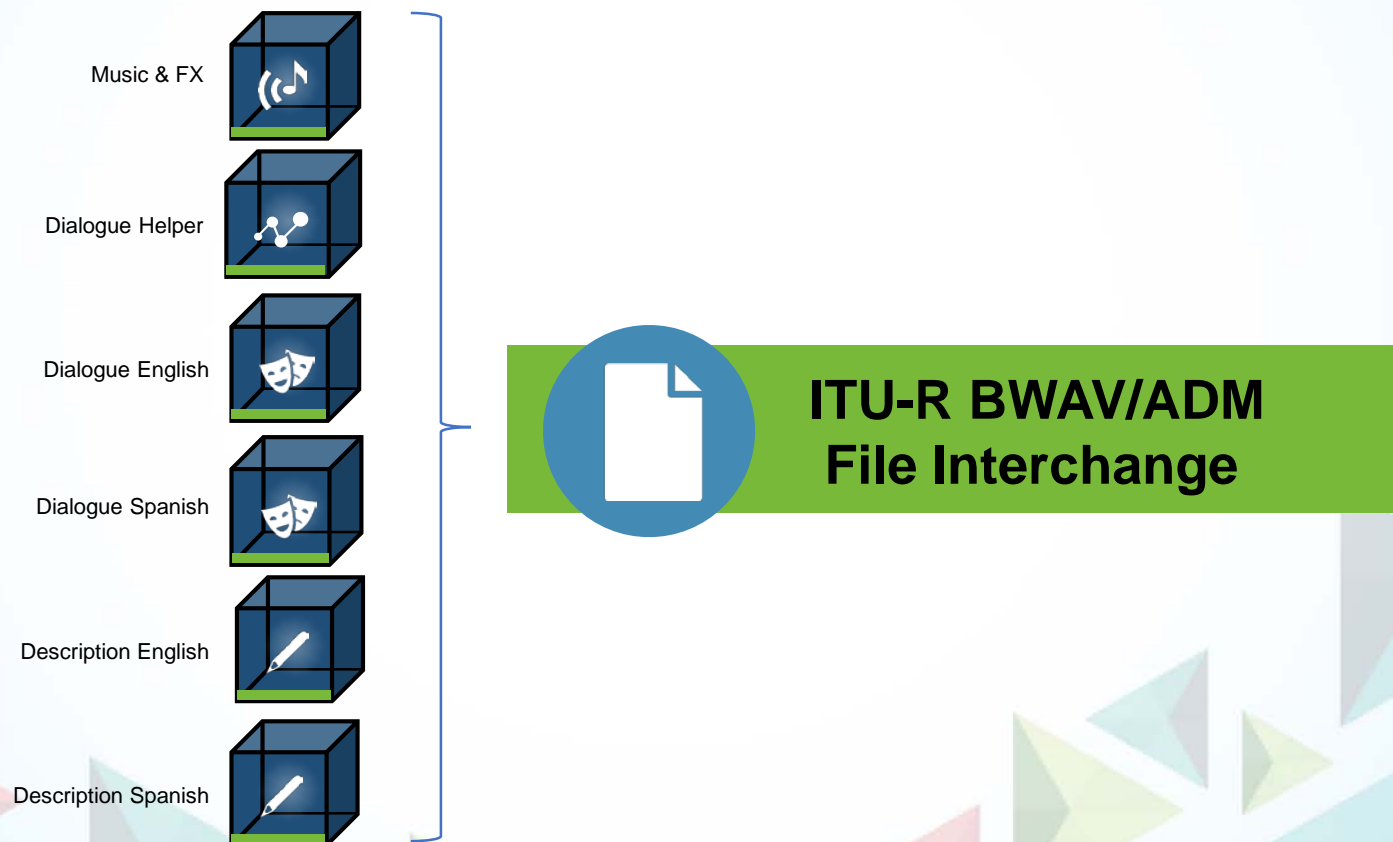 Music & FX
Dialogue Helper
Dialogue English
Dialogue Spanish
Description English
Description Spanish
ITU-R BWAV/ADM
File Interchange